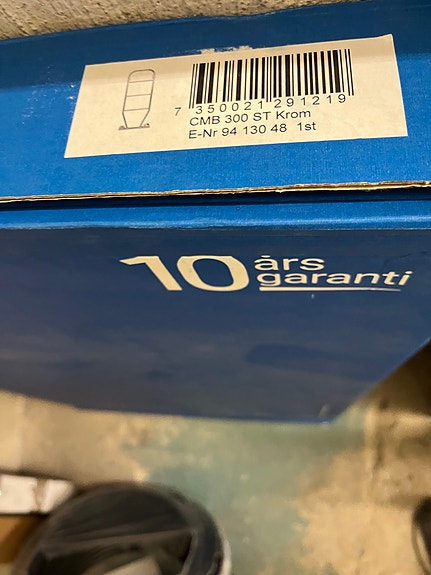 7 350021 291219
CMB 300 ST Krom
E-Nr 94 130 48 1st
10 års
garanti